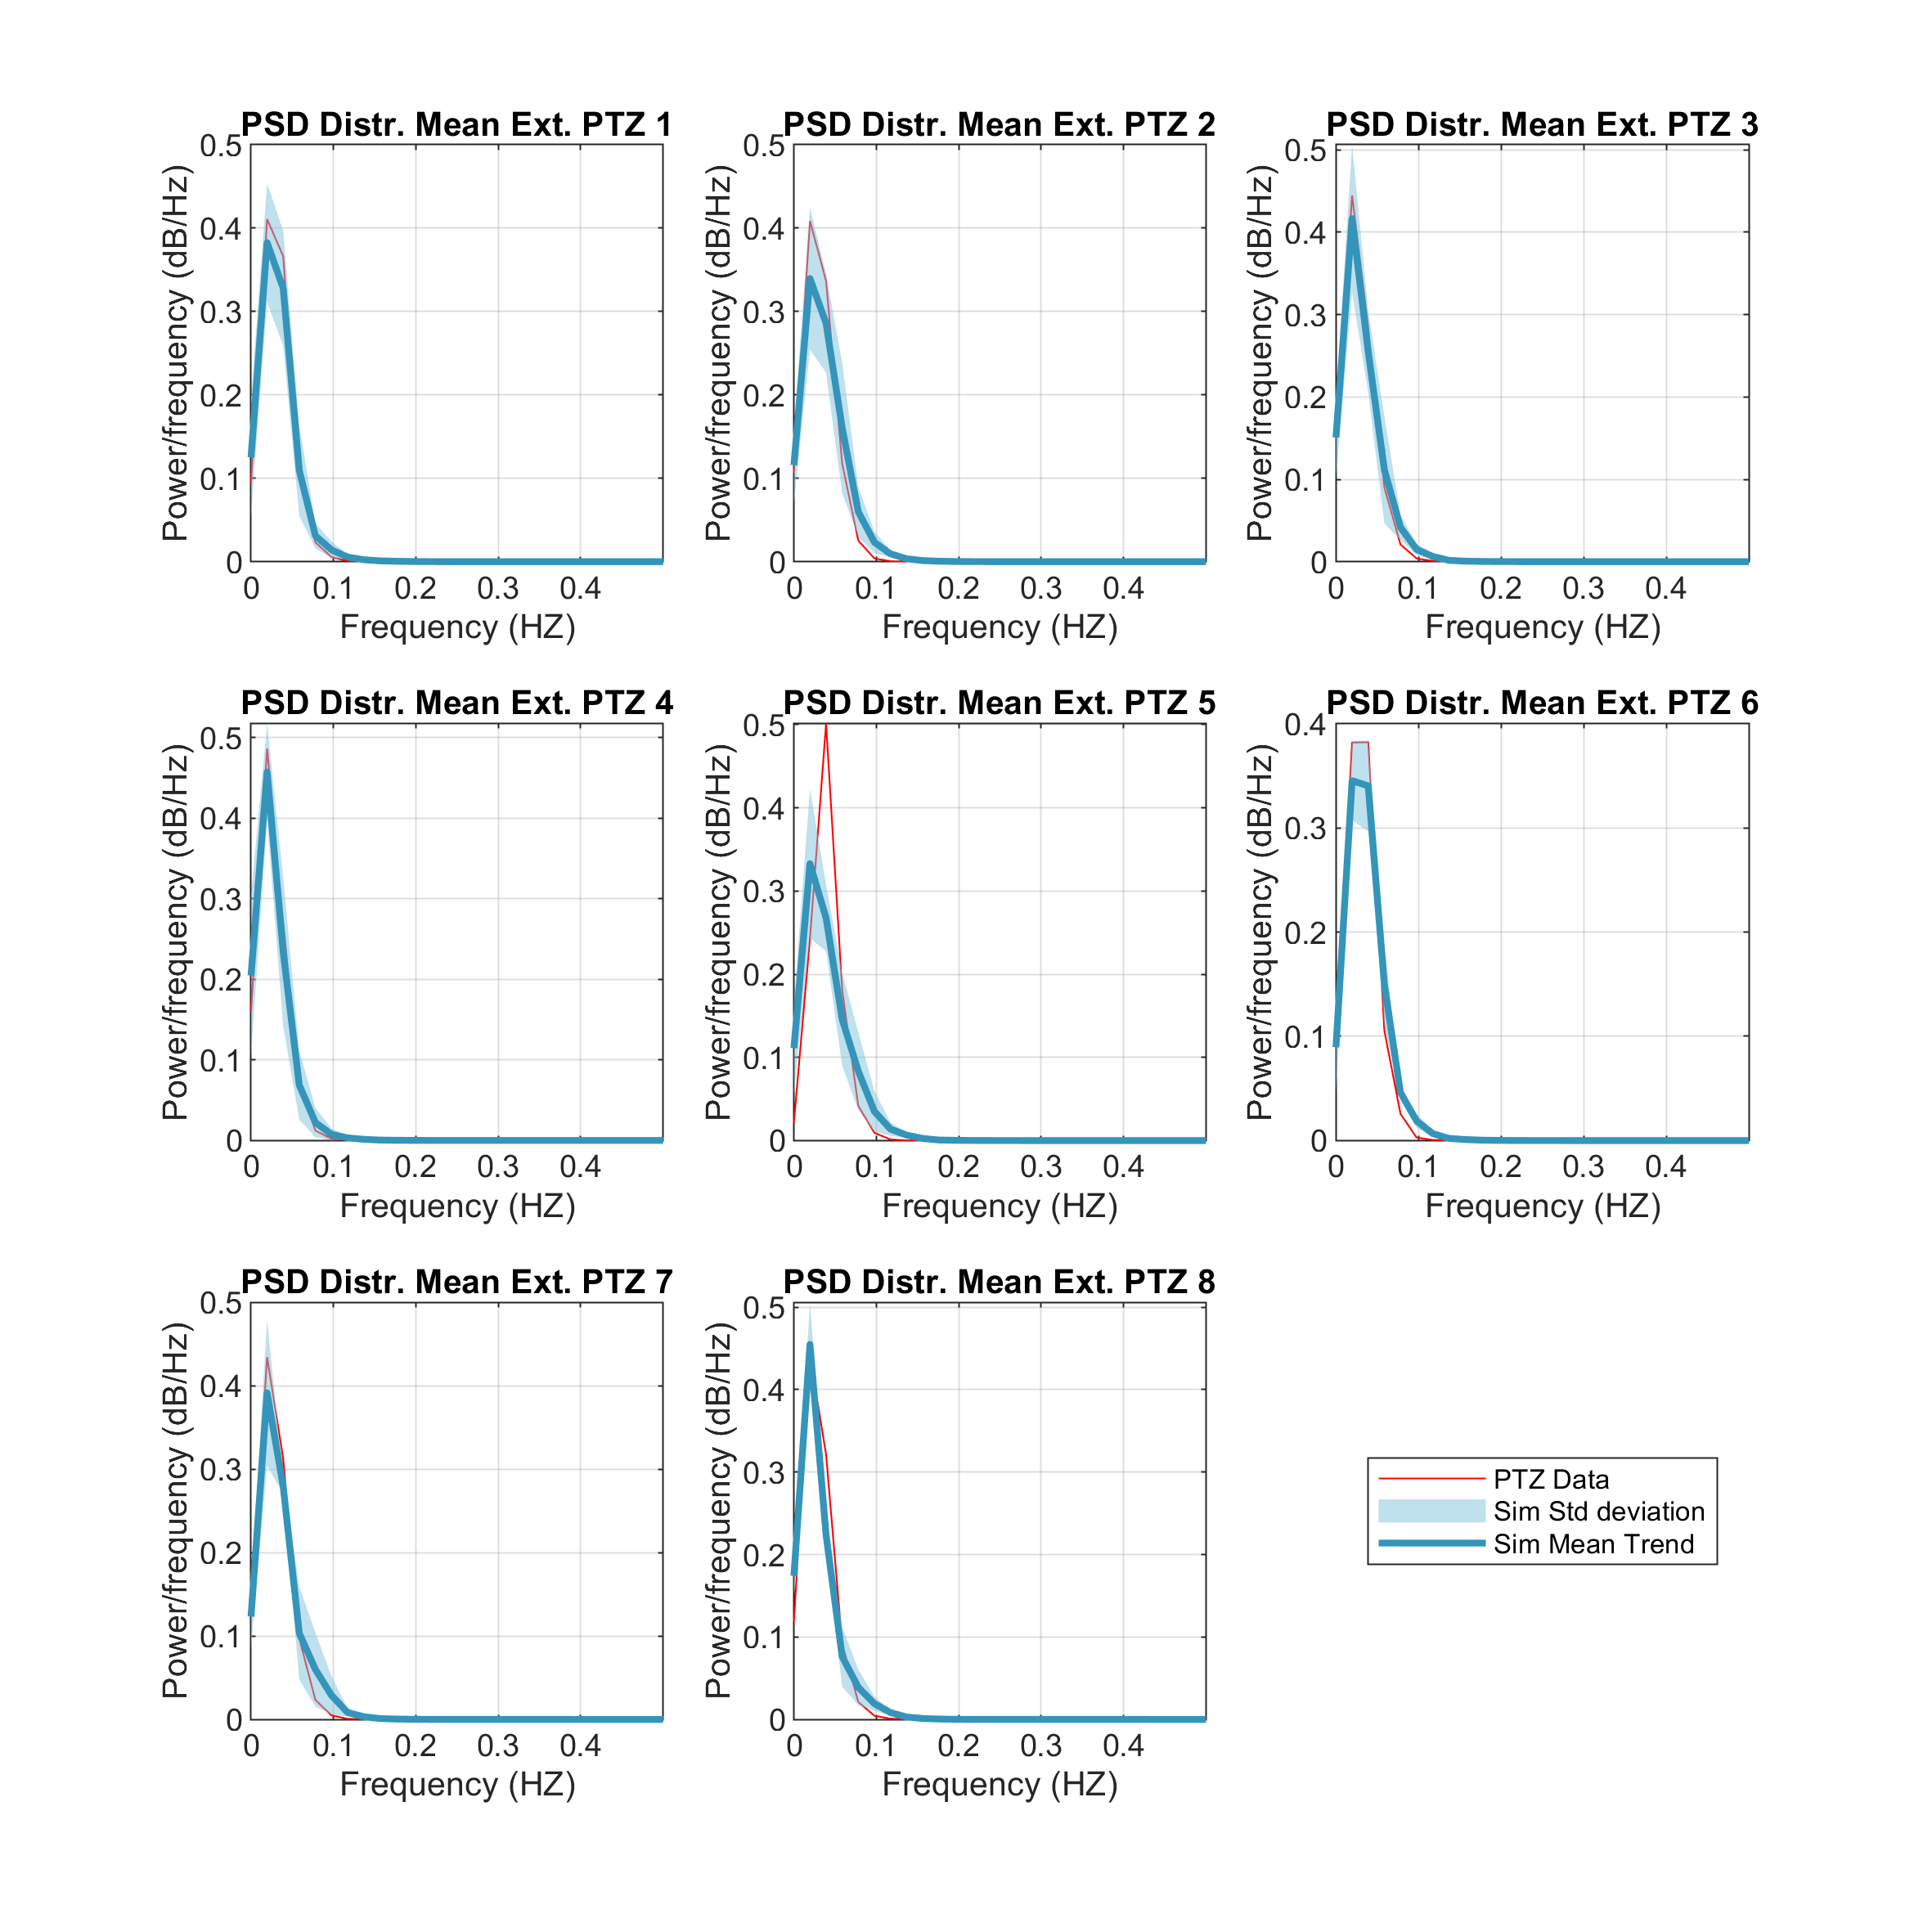 PSD Distr. Mean Ext. PTZ 1
PSD Distr. Mean Ext. PTZ 2
PSD Distr. Mean Ext. PTZ 3
Power/frequency (dB/Hz)
0.5
0.4
0.3
0.2
0.1
0
0 0.1 0.2 0.3 0.4
Frequency (HZ)
Power/frequency (dB/Hz)
0.5
0.4
0.3
0.2
0.1
0
0 0.1 0.2 0.3 0.4
Frequency (HZ)
Power/frequency (dB/Hz)
0.5
0.4
0.3
0.2
0.1
0
0 0.1 0.2 0.3 0.4
Frequency (HZ)
PSD Distr. Mean Ext. PTZ 4
PSD Distr. Mean Ext. PTZ 5
PSD Distr. Mean Ext. PTZ 6
Power/frequency (dB/Hz)
0.5
0.4
0.3
0.2
0.1
0
0 0.1 0.2 0.3 0.4
Frequency (HZ)
Power/frequency (dB/Hz)
0.5
0.4
0.3
0.2
0.1
0
0 0.1 0.2 0.3 0.4
Frequency (HZ)
Power/frequency (dB/Hz)
0.4
0.3
0.2
0.1
0
0 0.1 0.2 0.3 0.4
Frequency (HZ)
PSD Distr. Mean Ext. PTZ 7
PSD Distr. Mean Ext. PTZ 8
Power/frequency (dB/Hz)
0.5
0.4
0.3
0.2
0.1
0
0 0.1 0.2 0.3 0.4
Frequency (HZ)
Power/frequency (dB/Hz)
0.5
0.4
0.3
0.2
0.1
0
0 0.1 0.2 0.3 0.4
Frequency (HZ)
PTZ Data
Sim Std deviation
Sim Mean Trend